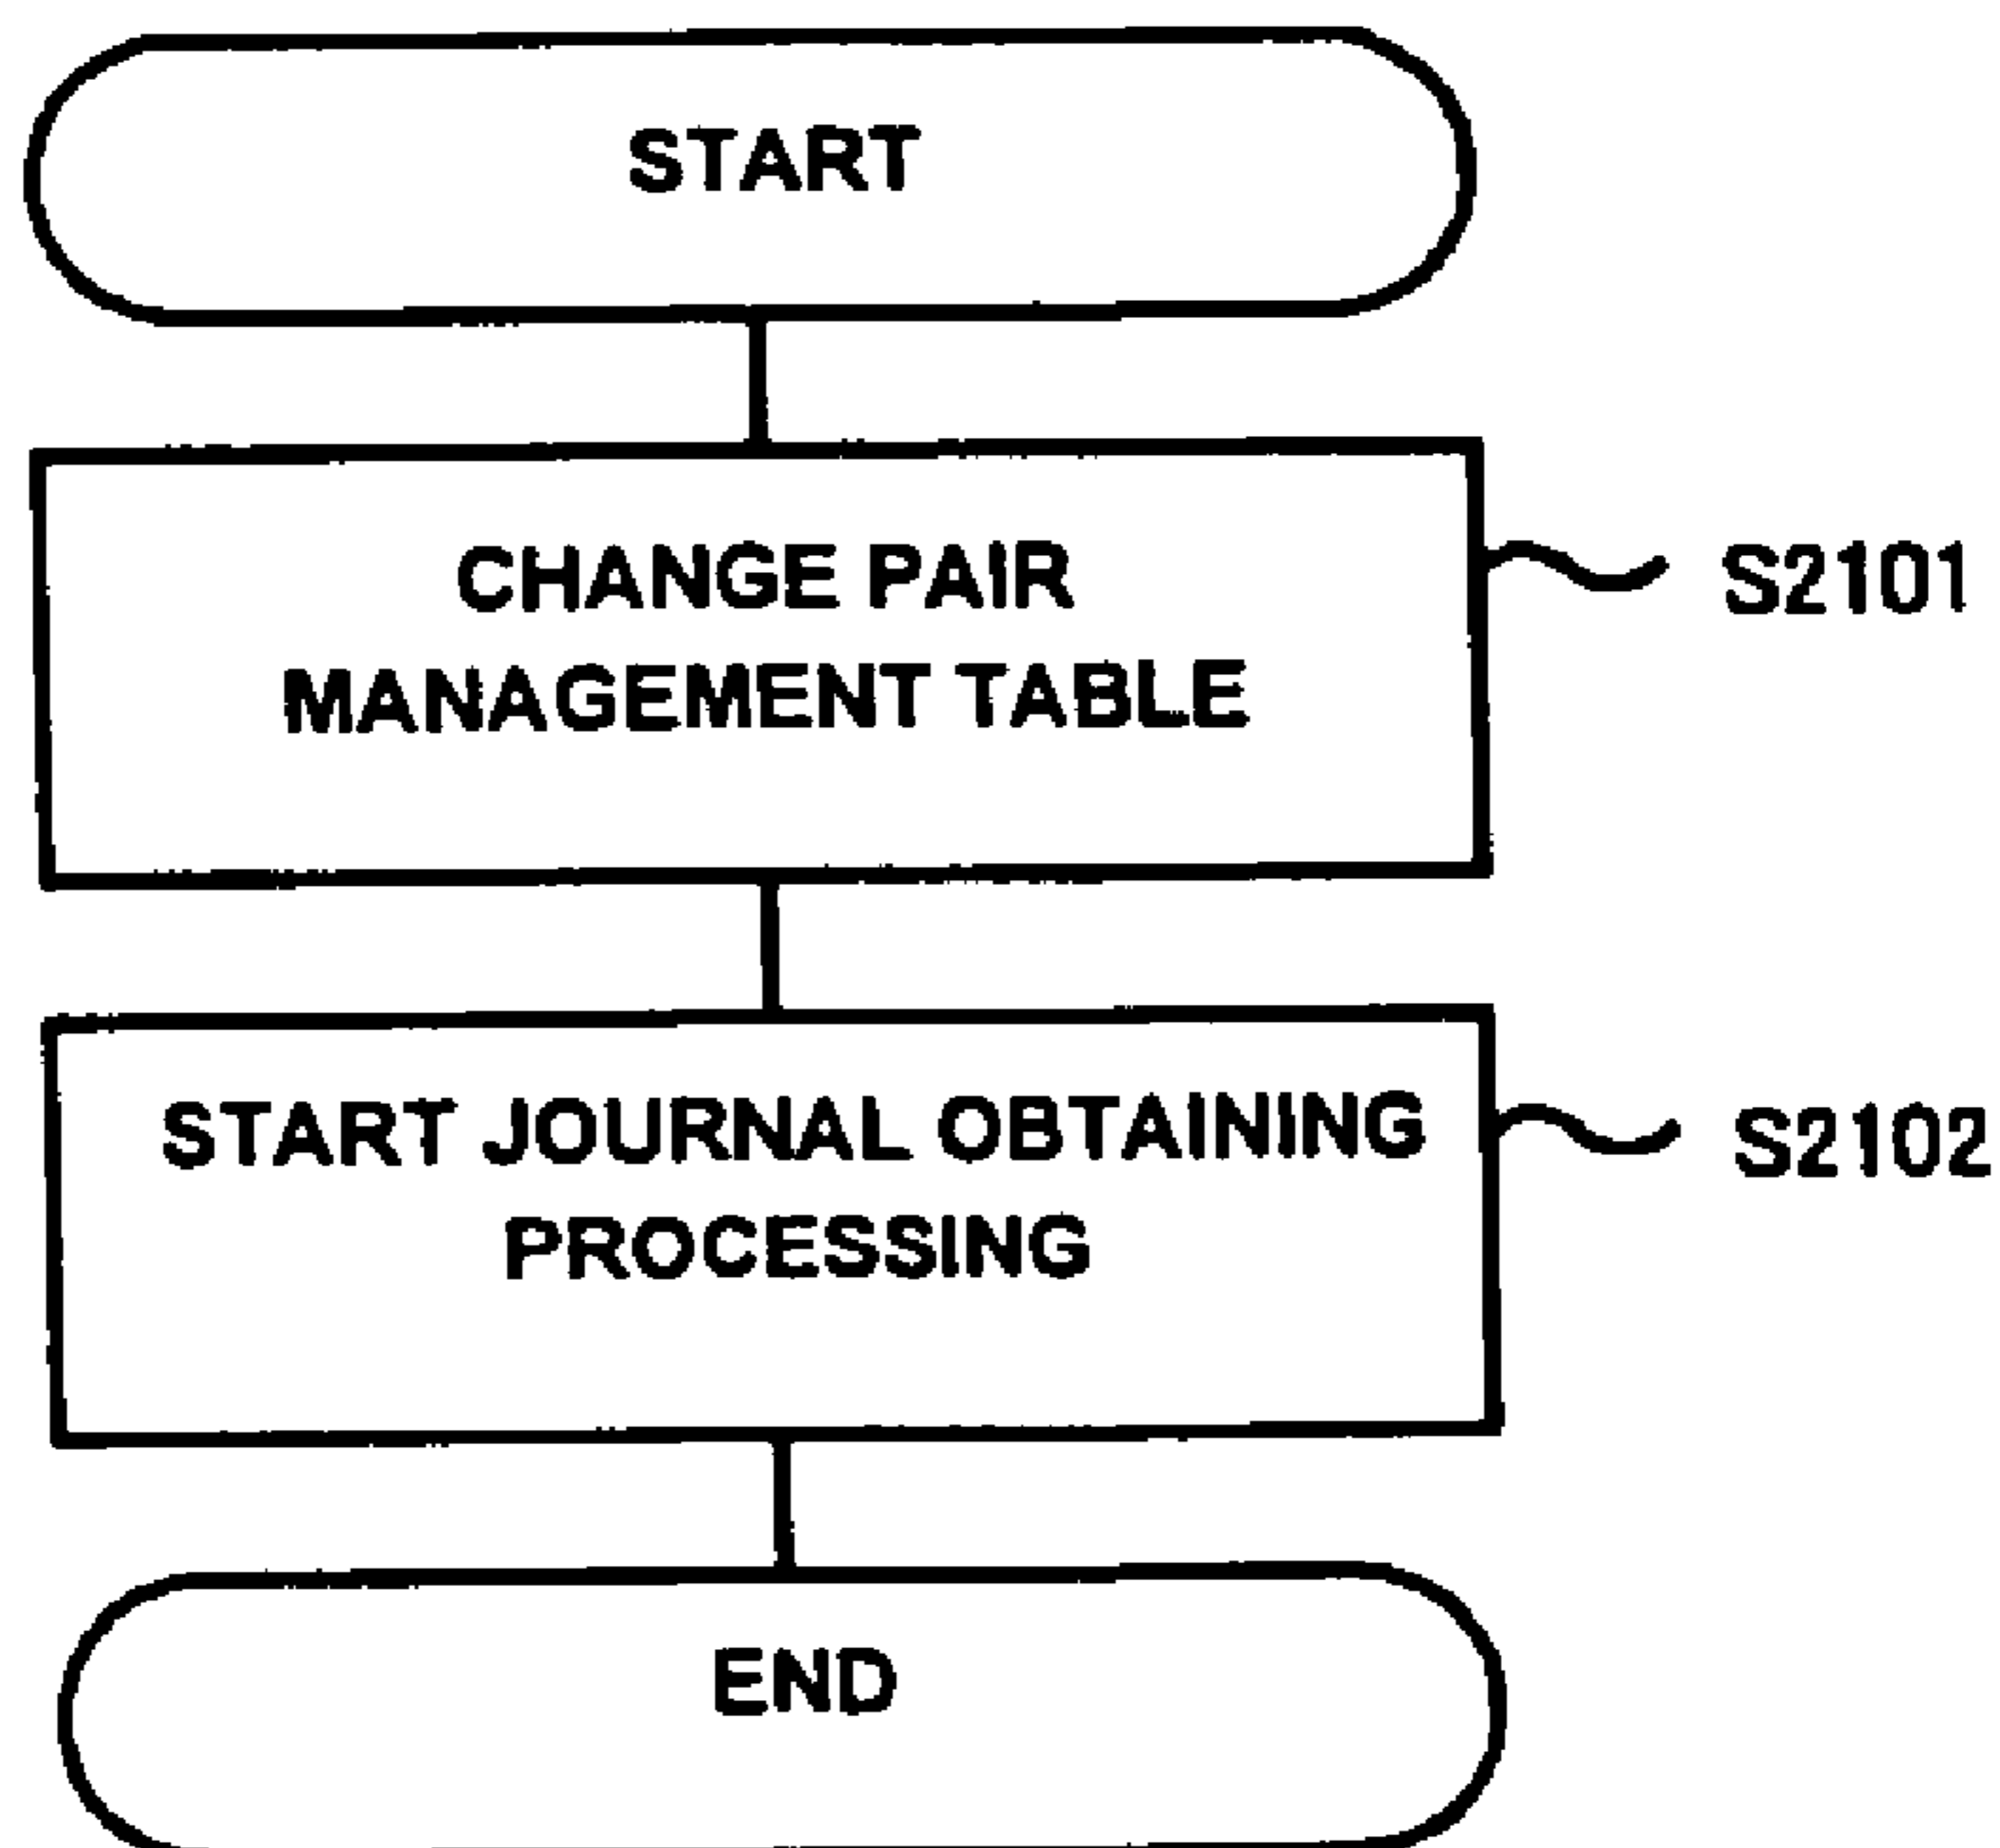 START
CHANGE PAIR
MANAGEMENT TABLE
S2101
START JOURNAL OBTAINING
PROCESSING
S2102
END